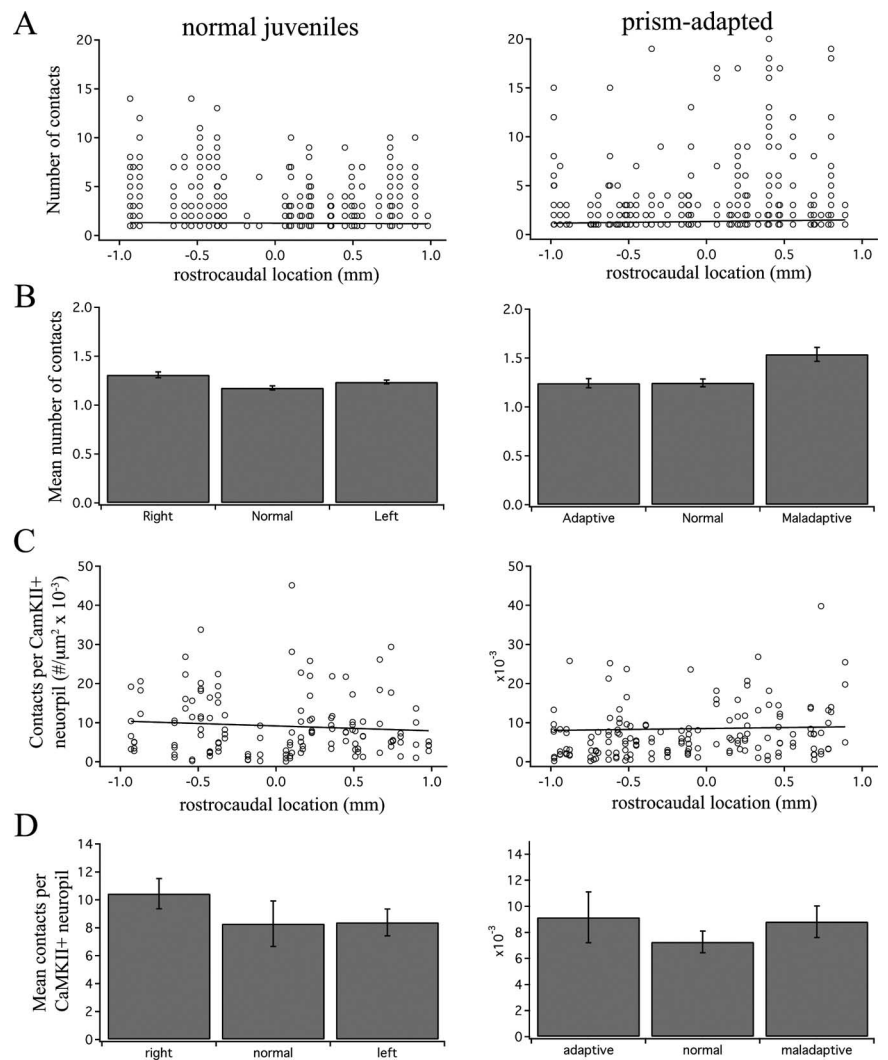 A
normal juveniles
prism-adapted
Number of contacts
20
15
10
5
0
-1.0
-0.5
0.0
0.5
1.0
rostrocaudal location (mm)
20
15
10
5
0
-1.0
-0.5
0.0
0.5
1.0
rostrocaudal location (mm)
B
Mean number of contacts
2.0
1.5
1.0
0.5
0.0
Right
Normal
Left
2.0
1.5
1.0
0.5
0.0
Adaptive
Normal
Maladaptive
C
Contacts per CamKII+
neuorpil (#/μm² x 10⁻³)
50
40
30
20
10
0
-1.0
-0.5
0.0
0.5
1.0
rostrocaudal location (mm)
x10⁻³
50
40
30
20
10
0
-1.0
-0.5
0.0
0.5
1.0
rostrocaudal location (mm)
D
Mean contacts per
CaMKII+ neuropil
14
12
10
8
6
4
2
0
right
normal
left
x10⁻³
14
12
10
8
6
4
2
0
adaptive
normal
maladaptive